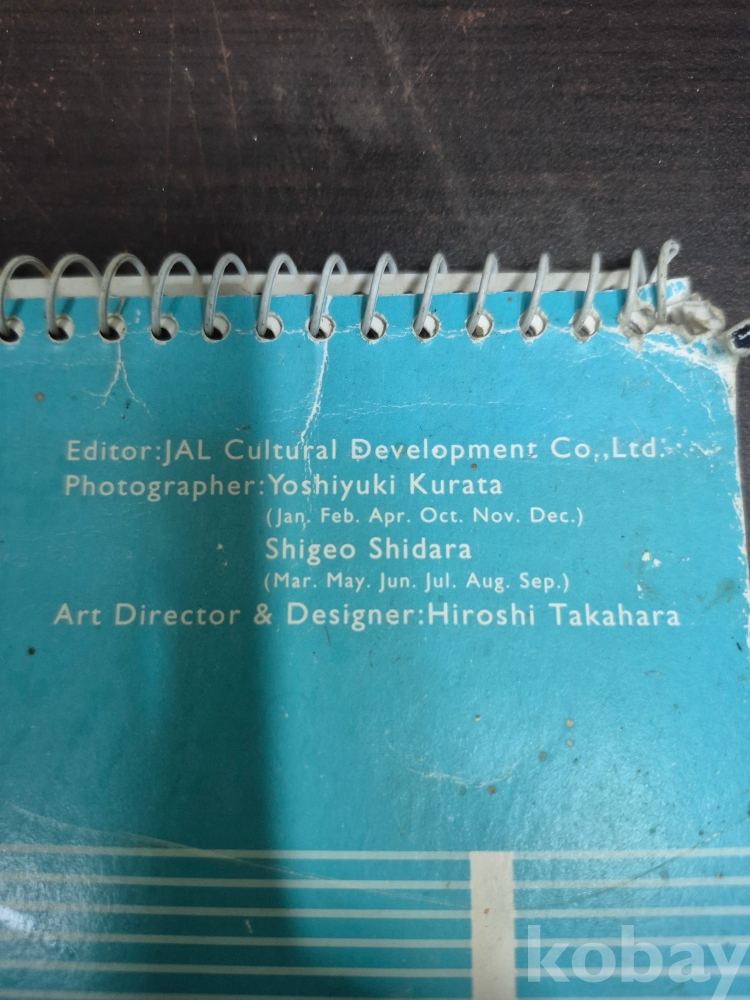 Editor:JAL Cultural Development Co.,Ltd.
Photographer:Yoshiyuki Kurata
(Jan. Feb. Apr. Oct. Nov. Dec.)
Shigeo Shidara
(Mar. May. Jun. Jul. Aug. Sep.)
Art Director & Designer:Hiroshi Takahara
kobay